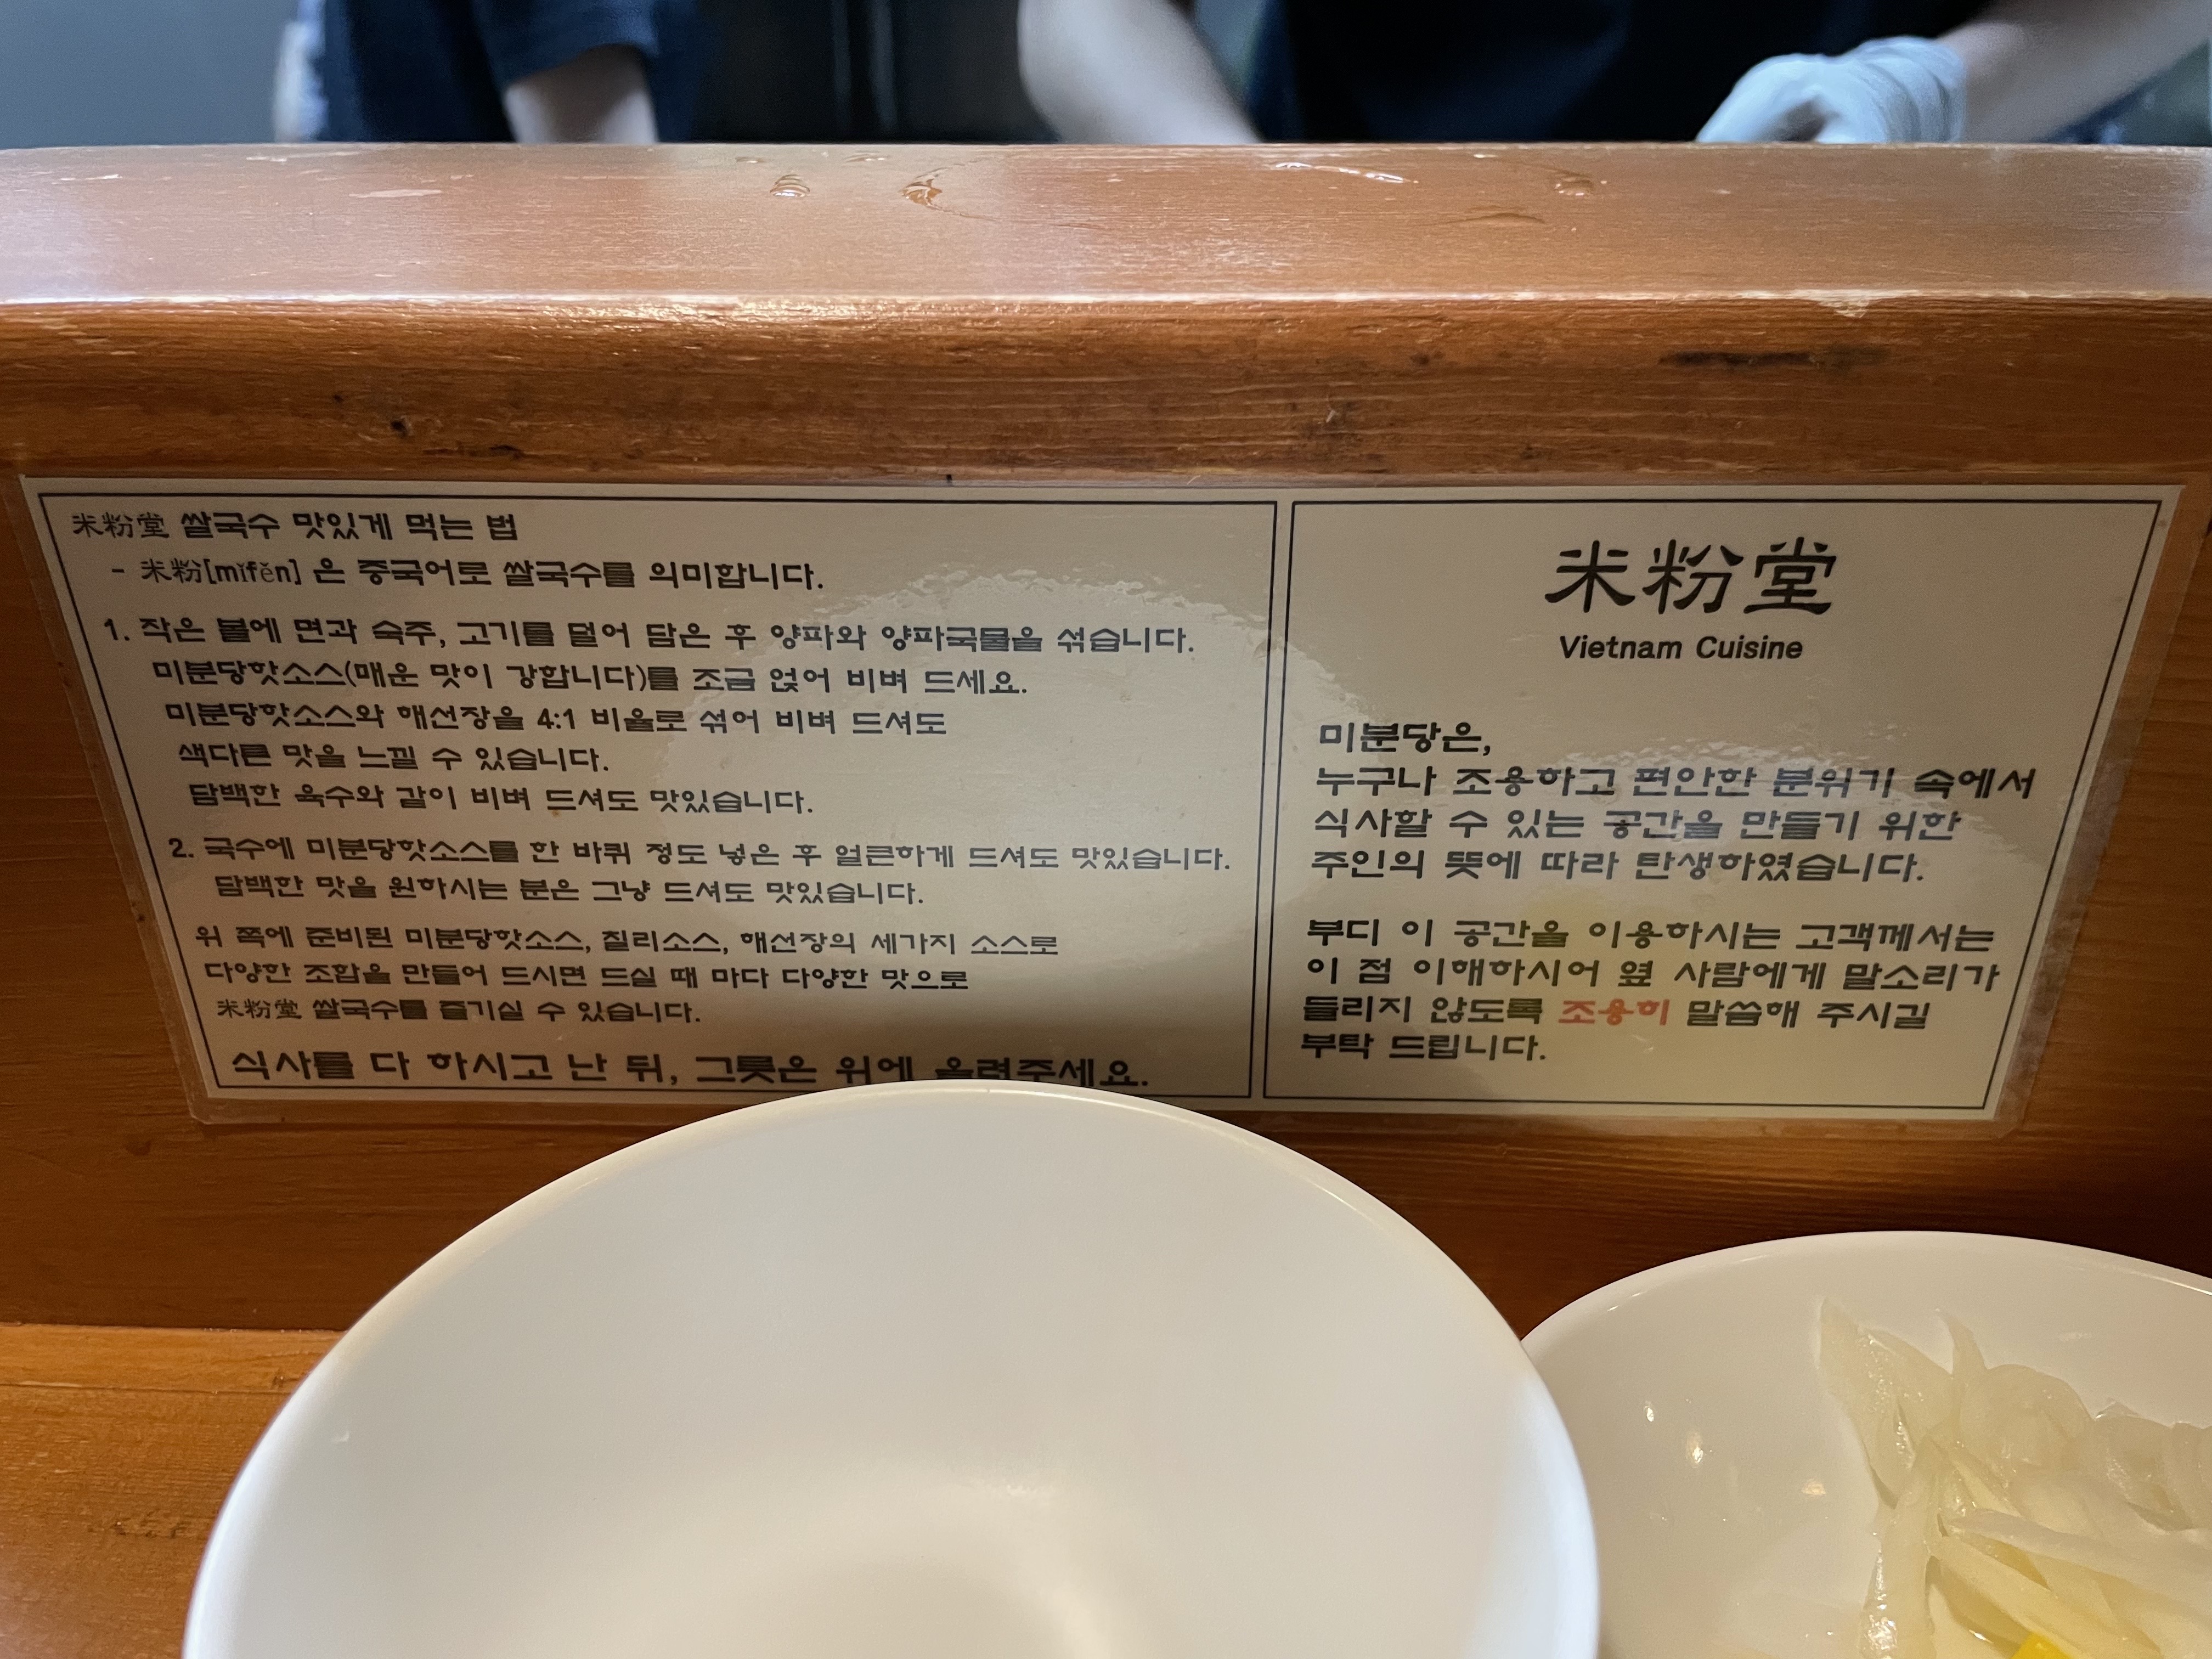 米粉堂 쌀국수 맛있게 먹는 법
- 米粉[mǐfěn] 은 중국어로 쌀국수를 의미합니다.
1. 작은 볼에 면과 숙주, 고기를 덜어 담은 후 양파와 양파국물을 섞습니다.
미분당핫소스(매운 맛이 강합니다)를 조금 얹어 비벼 드세요.
미분당핫소스와 해선장을 4:1 비율로 섞어 비벼 드셔도
색다른 맛을 느낄 수 있습니다.
담백한 육수와 같이 비벼 드셔도 맛있습니다.
2. 국수에 미분당핫소스를 한 바퀴 정도 넣은 후 얼큰하게 드셔도 맛있습니다.
담백한 맛을 원하시는 분은 그냥 드셔도 맛있습니다.
위 쪽에 준비된 미분당핫소스, 칠리소스, 해선장의 세가지 소스로
다양한 조합을 만들어 드시면 드실 때 마다 다양한 맛으로
米粉堂 쌀국수를 즐기실 수 있습니다.
식사를 다 하시고 난 뒤, 그릇은 위에 올려주세요.
米粉堂
Vietnam Cuisine
미분당은,
누구나 조용하고 편안한 분위기 속에서
식사할 수 있는 공간을 만들기 위한
주인의 뜻에 따라 탄생하였습니다.
부디 이 공간을 이용하시는 고객께서는
이 점 이해하시어 옆 사람에게 말소리가
들리지 않도록 조용히 말씀해 주시길
부탁 드립니다.